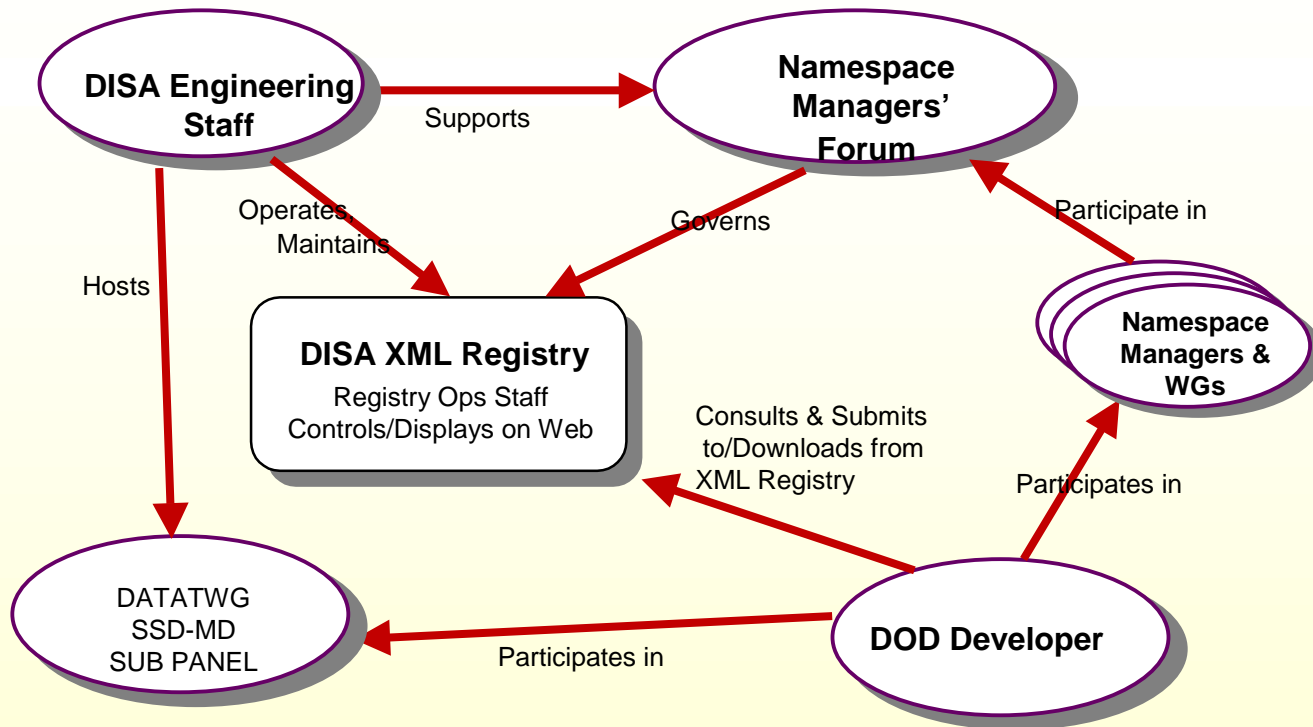 DISA Engineering
Staff
Namespace
Managers’
Forum
Supports
Operates,
Maintains
Governs
Participate in
Hosts
DISA XML Registry
Registry Ops Staff
Controls/Displays on Web
Namespace
Managers &
WGs
Consults & Submits
to/Downloads from
XML Registry
Participates in
DATATWG
SSD-MD
SUB PANEL
Participates in
DOD Developer